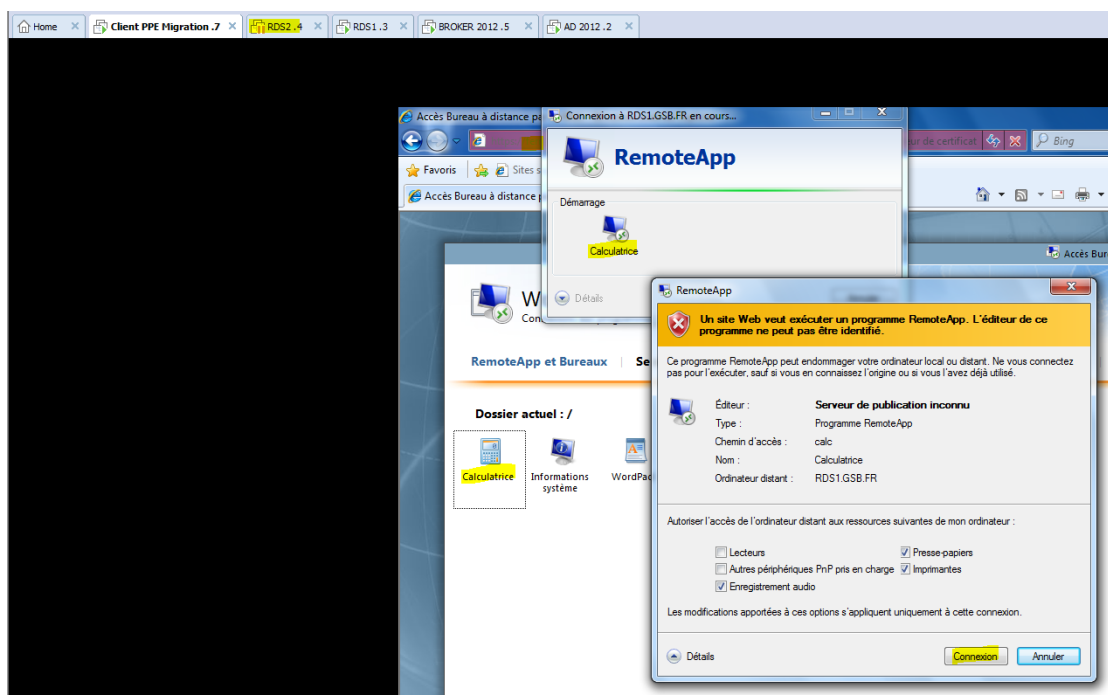 Home
Client PPE Migration .7
RDS2 .4
RDS1 .3
BROKER 2012 .5
AD 2012 .2
Accès Bureau à distance pa
Connexion à RDS1.GSB.FR en cours...
ur de certificat
Bing
Favoris
Sites s
Accès Bureau à distance p
RemoteApp
Démarrage
Calculatrice
Détails
Accès Bur
W
Con
RemoteApp et Bureaux
Se
Dossier actuel : /
Calculatrice
Informations système
WordPad
RemoteApp
Un site Web veut exécuter un programme RemoteApp. L'éditeur de ce
programme ne peut pas être identifié.
Ce programme RemoteApp peut endommager votre ordinateur local ou distant. Ne vous connectez
pas pour l'exécuter, sauf si vous en connaissez l'origine ou si vous l'avez déjà utilisé.
Éditeur : Serveur de publication inconnu
Type : Programme RemoteApp
Chemin d'accès : calc
Nom : Calculatrice
Ordinateur distant : RDS1.GSB.FR
Autoriser l'accès de l'ordinateur distant aux ressources suivantes de mon ordinateur :
Lecteurs
Presse-papiers
Autres périphériques PnP pris en charge
Imprimantes
Enregistrement audio
Les modifications apportées à ces options s'appliquent uniquement à cette connexion.
Détails
Connexion
Annuler